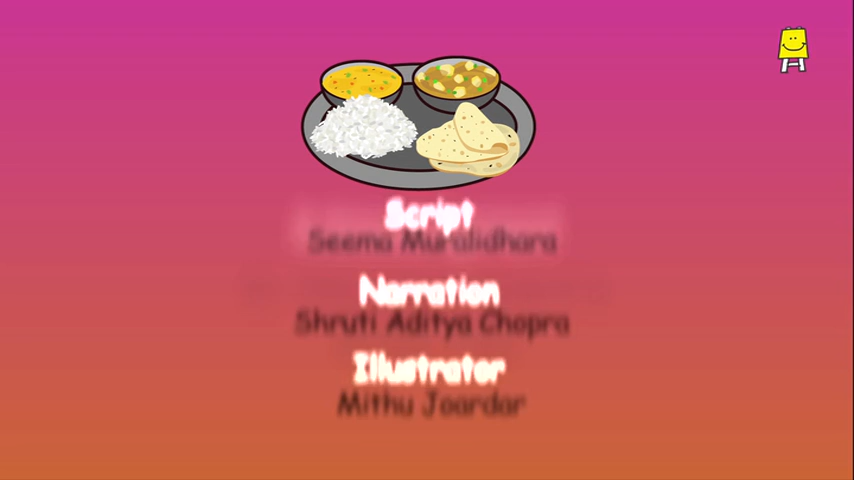 Script
Seema Muralidhara
Narration
Shruti Aditya Chopra
Illustrator
Mithu Joardar